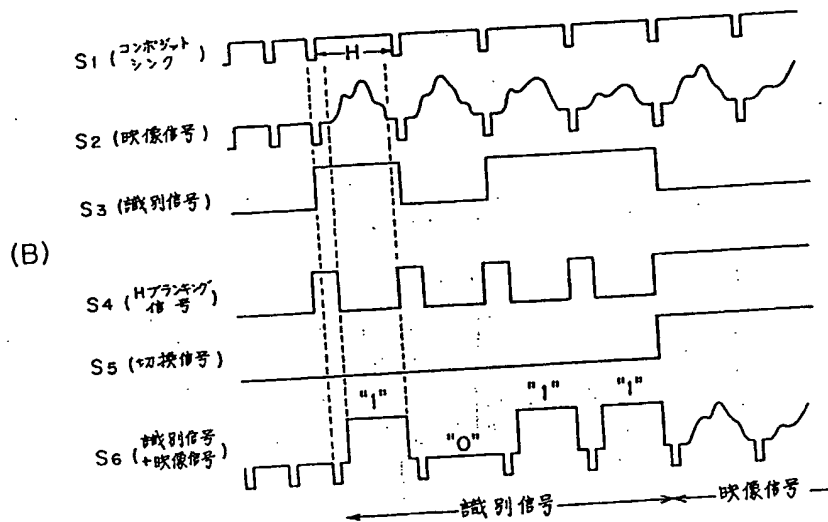 S1 (コンポジット
シンク)
H
S2 (映像信号)
S3 (識別信号)
(B)
S4 (Hブランキング
信号)
S5 (切換信号)
"1"
"0"
"1"
"1"
S6 (識別信号
+映像信号)
識別信号
映像信号